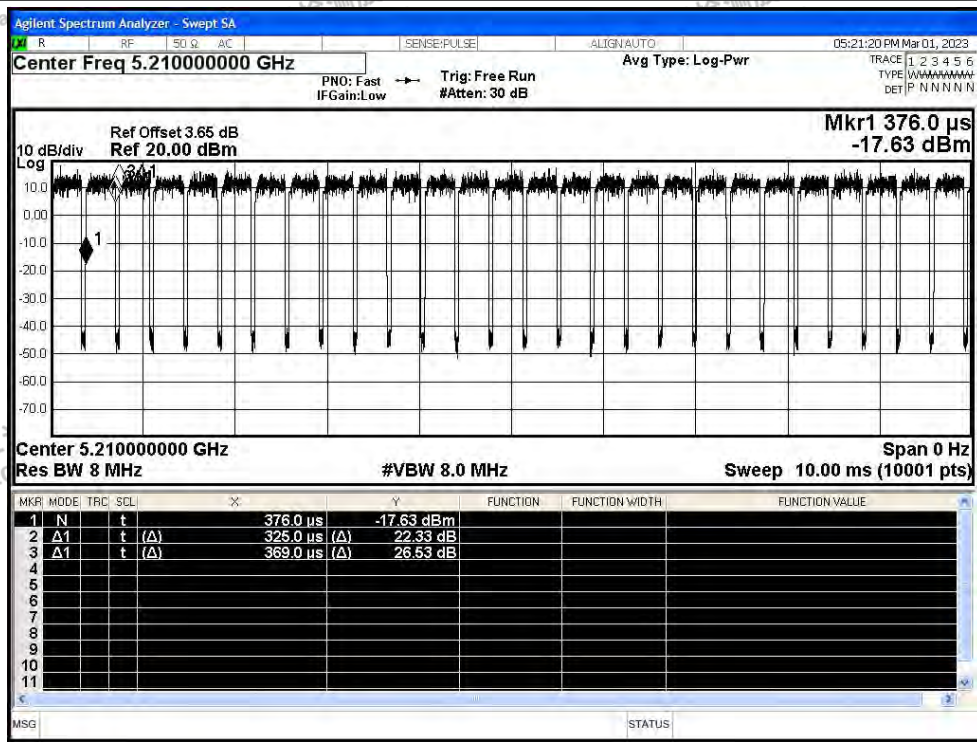 Agilent Spectrum Analyzer - Swept SA
R RF 50 Ω AC SENSE:PULSE ALIGN AUTO 05:21:20 PM Mar 01, 2023
Center Freq 5.210000000 GHz
PNO: Fast
IFGain:Low
Trig: Free Run
#Atten: 30 dB
Avg Type: Log-Pwr
TRACE 1 2 3 4 5 6
TYPE
DET P N N N N N
Ref Offset 3.65 dB
10 dB/div Ref 20.00 dBm
Mkr1 376.0 µs
-17.63 dBm
Log
10.0
0.00
-10.0
-20.0
-30.0
-40.0
-50.0
-60.0
-70.0
1
Center 5.210000000 GHz Span 0 Hz
Res BW 8 MHz #VBW 8.0 MHz Sweep 10.00 ms (10001 pts)
MKR MODE TRC SCL X Y FUNCTION FUNCTION WIDTH FUNCTION VALUE
1 N t 376.0 µs -17.63 dBm
2 Δ1 t (Δ) 325.0 µs (Δ) 22.33 dB
3 Δ1 t (Δ) 369.0 µs (Δ) 26.53 dB
4
5
6
7
8
9
10
11
MSG STATUS